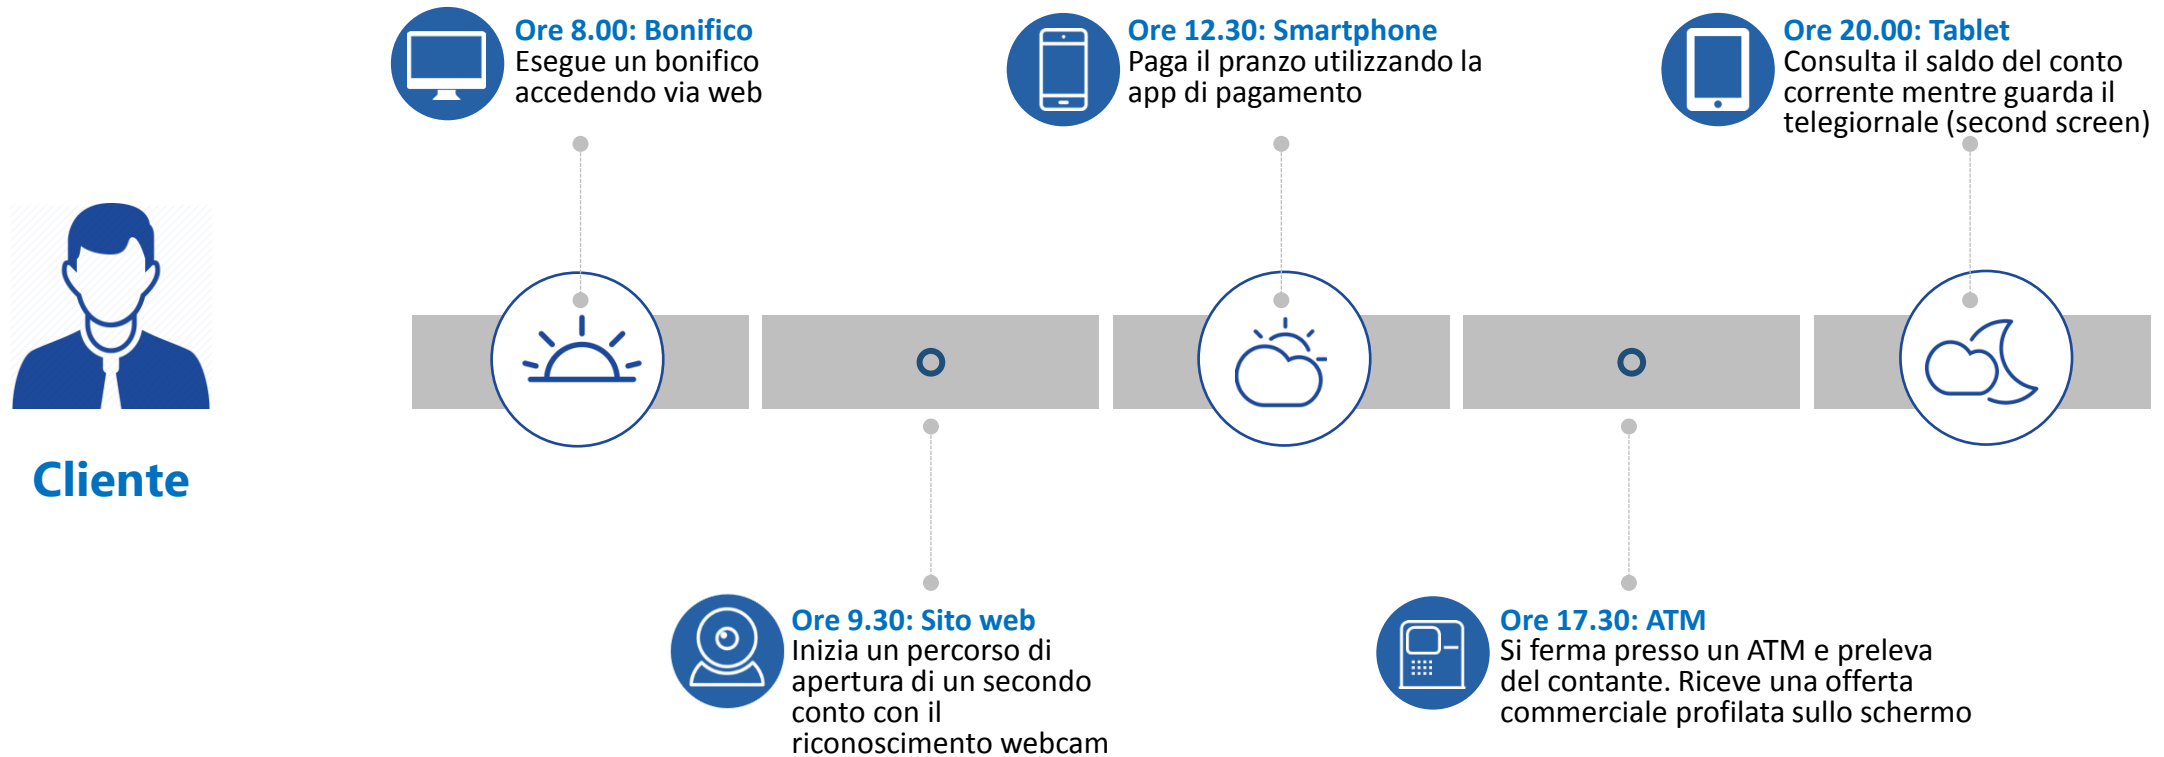 Ore 8.00: Bonifico
Esegue un bonifico
accedendo via web
Ore 12.30: Smartphone
Paga il pranzo utilizzando la
app di pagamento
Ore 20.00: Tablet
Consulta il saldo del conto
corrente mentre guarda il
telegiornale (second screen)
Cliente
Ore 9.30: Sito web
Inizia un percorso di
apertura di un secondo
conto con il
riconoscimento webcam
Ore 17.30: ATM
Si ferma presso un ATM e preleva
del contante. Riceve una offerta
commerciale profilata sullo schermo